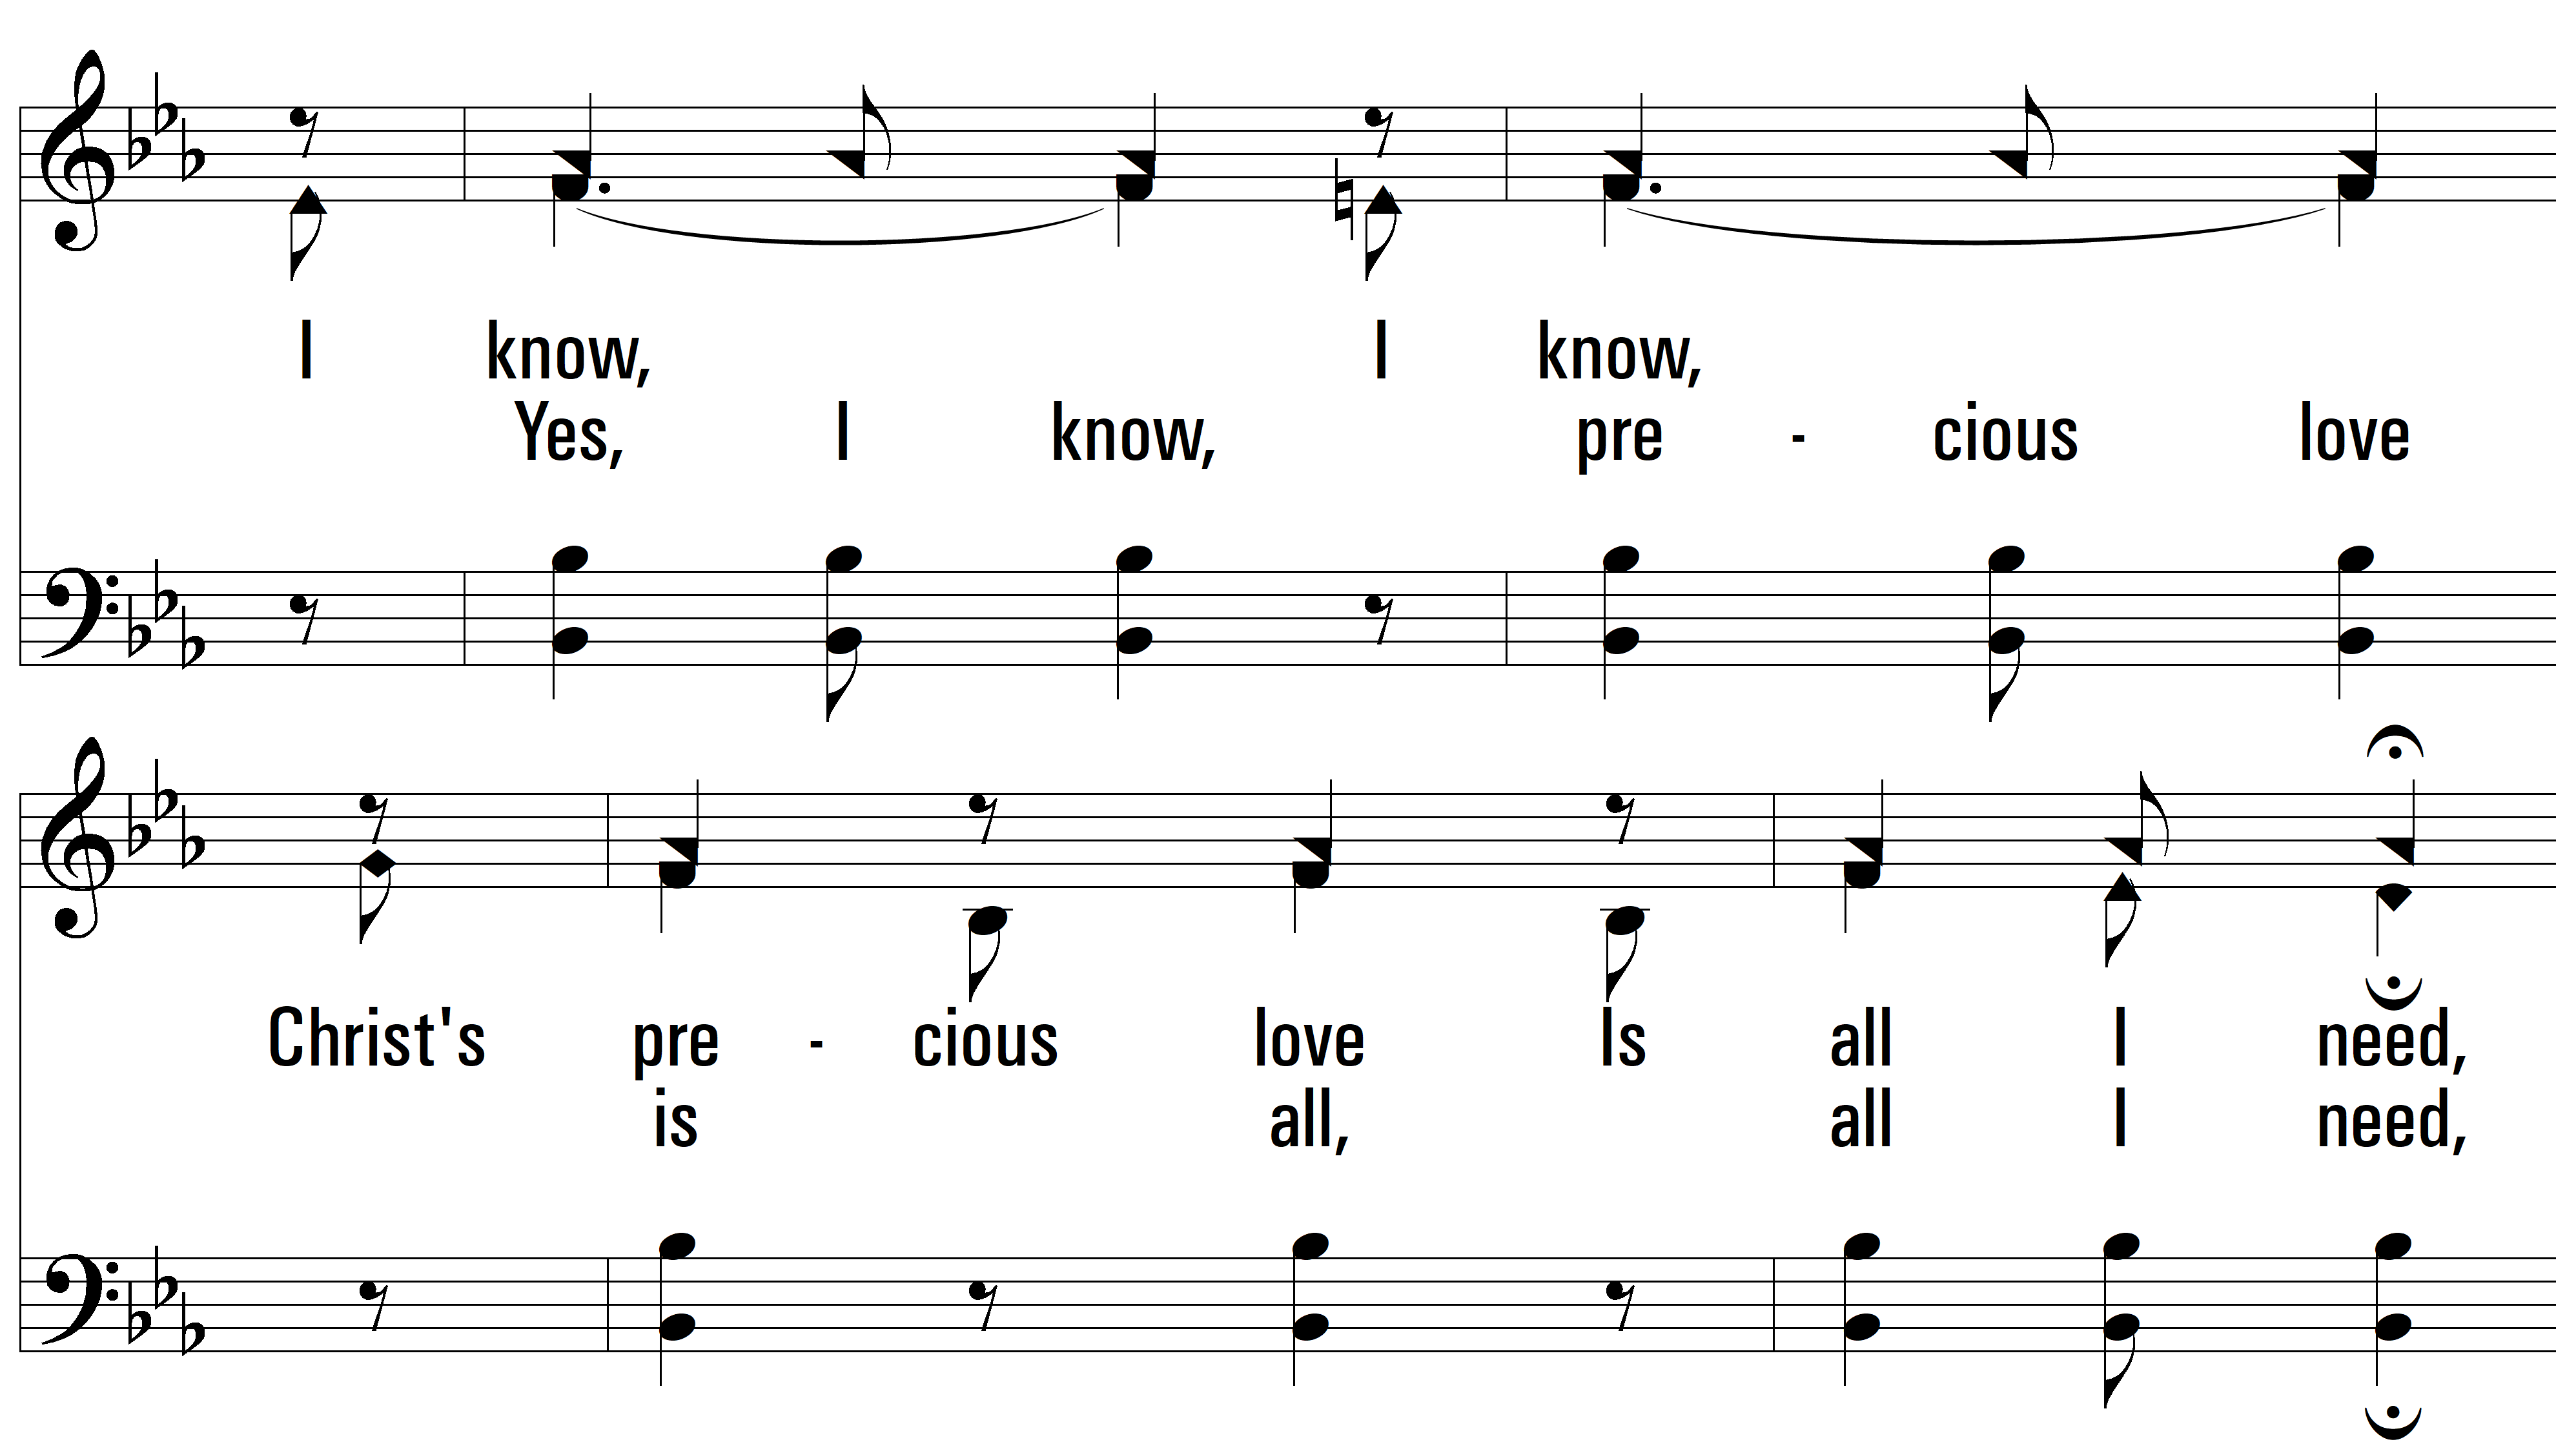 I know, I know,
Yes, I know, pre - cious love
Christ's pre - cious love Is all I need,
is all, all I need,